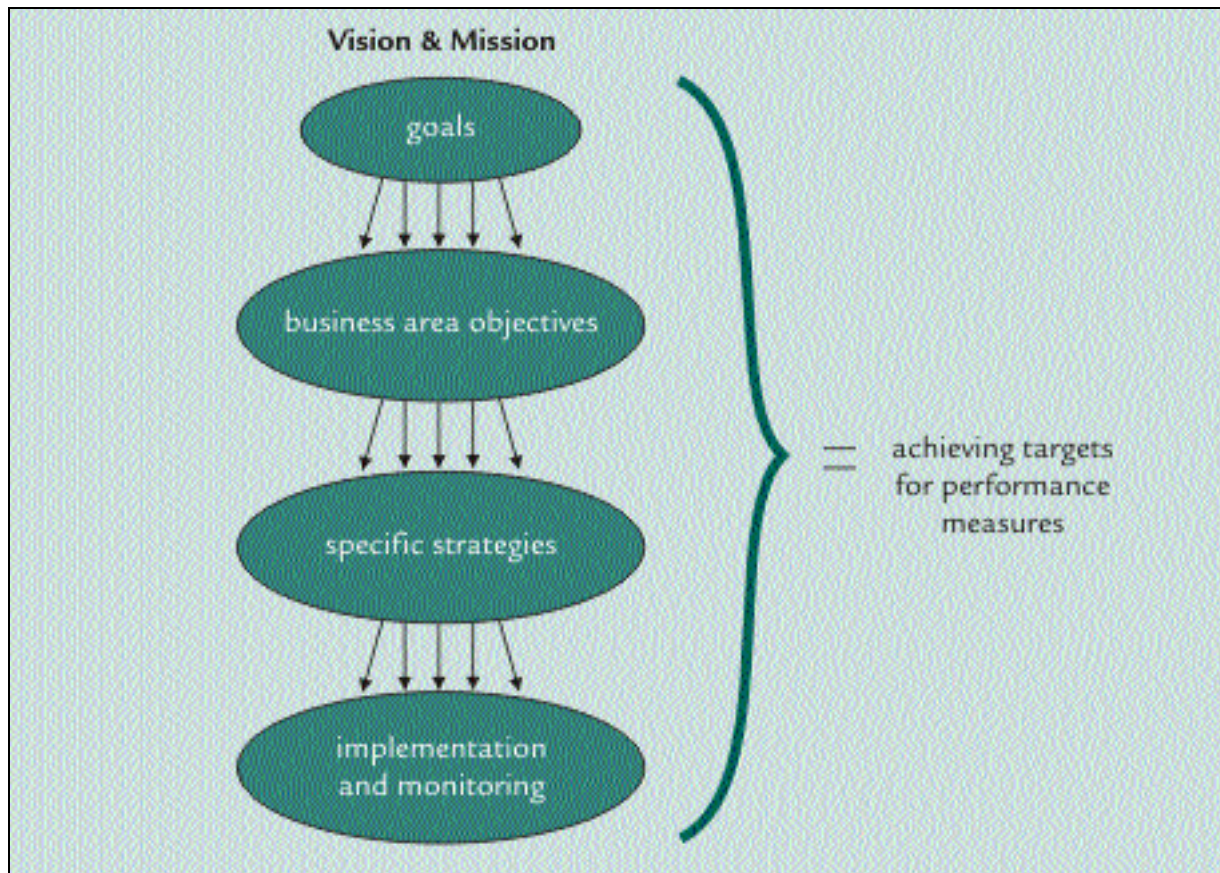 Vision & Mission
goals
business area objectives
specific strategies
implementation
and monitoring
=
achieving targets
for performance
measures